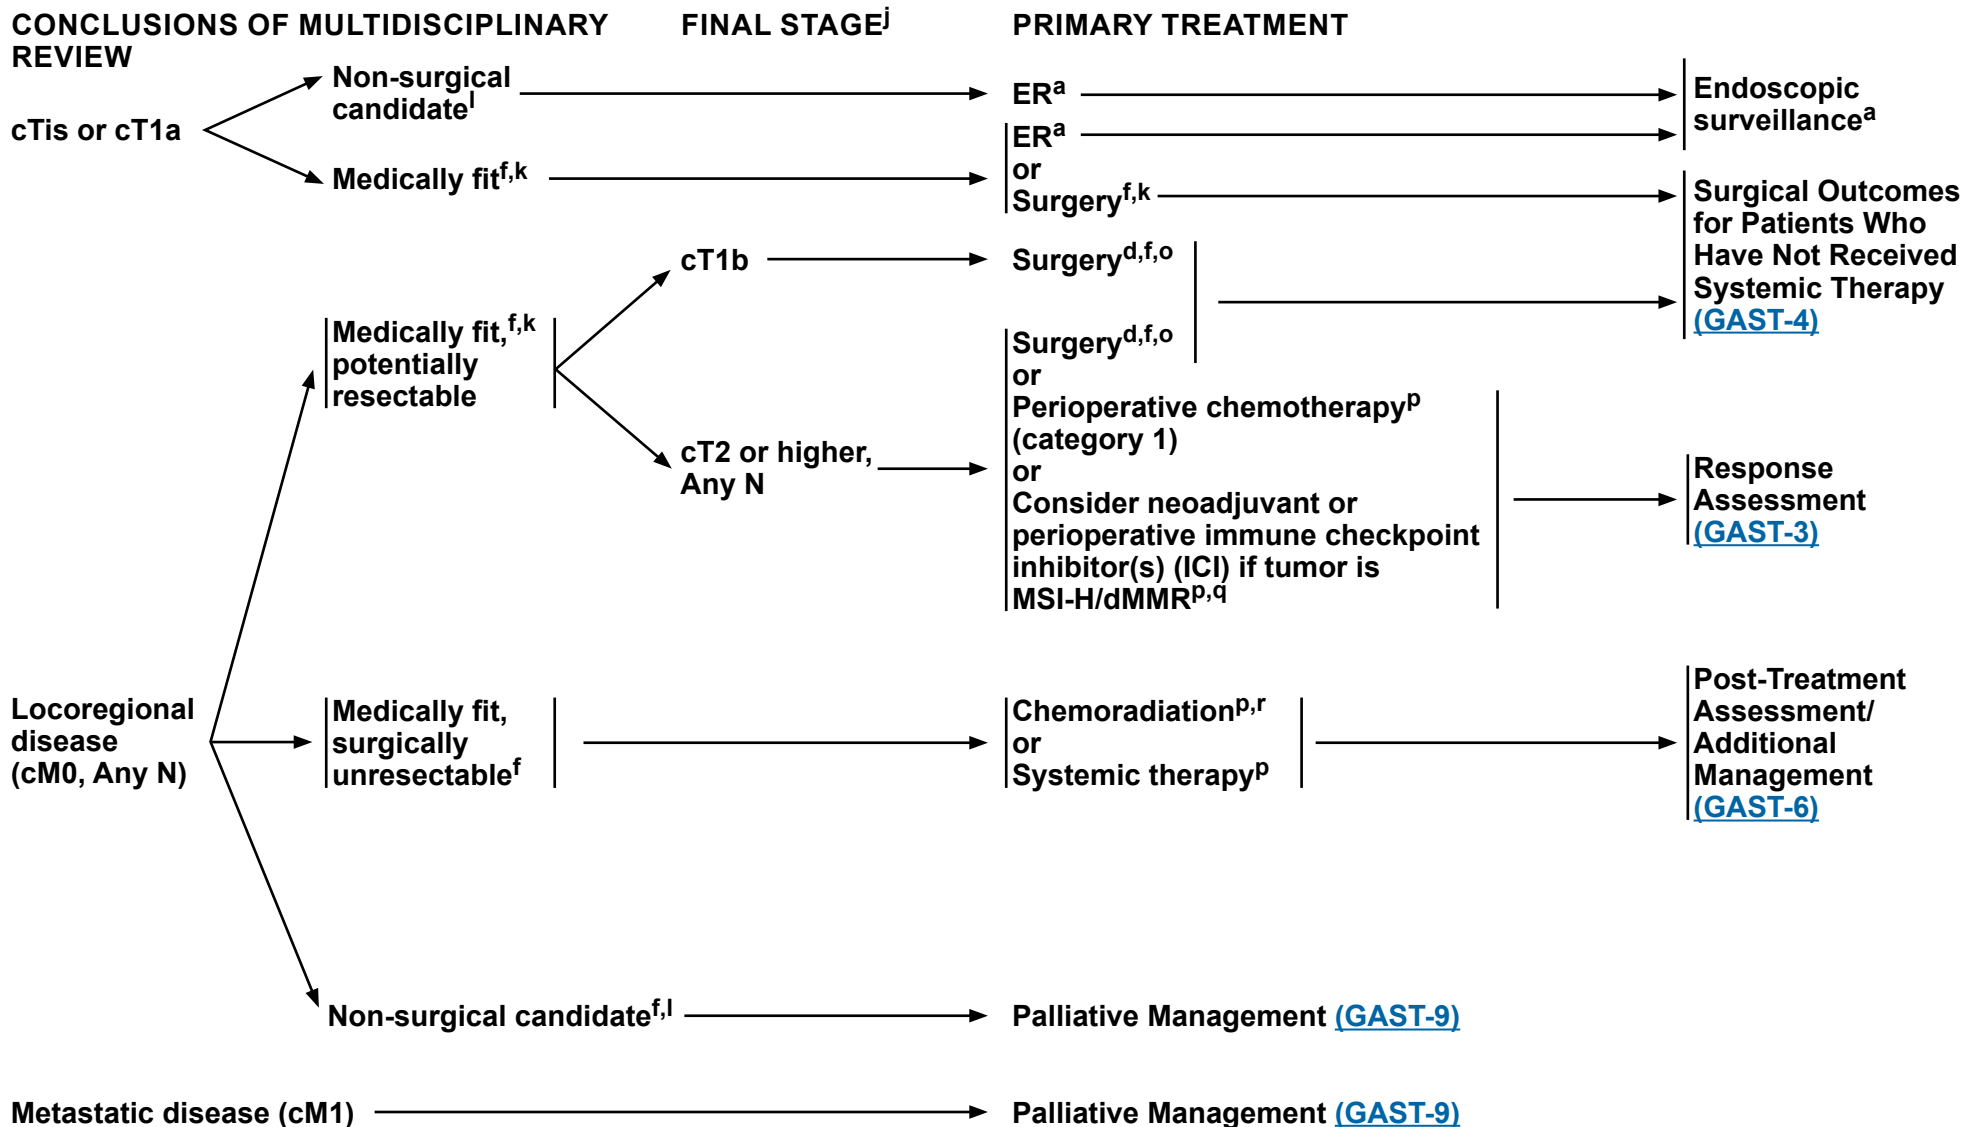 CONCLUSIONS OF MULTIDISCIPLINARY
REVIEW
FINAL STAGEj
PRIMARY TREATMENT
cTis or cT1a
Non-surgical
candidatel
ERa
Endoscopic
surveillancea
Medically fitf,k
ERa
or
Surgeryf,k
Surgical Outcomes
for Patients Who
Have Not Received
Systemic Therapy
(GAST-4)
Locoregional
disease
(cM0, Any N)
Medically fit,f,k
potentially
resectable
cT1b
Surgeryd,f,o
cT2 or higher,
Any N
Surgeryd,f,o
or
Perioperative chemotherapyp
(category 1)
or
Consider neoadjuvant or
perioperative immune checkpoint
inhibitor(s) (ICI) if tumor is
MSI-H/dMMRp,q
Response
Assessment
(GAST-3)
Medically fit,
surgically
unresectablef
Chemoradiationp,r
or
Systemic therapyp
Post-Treatment
Assessment/
Additional
Management
(GAST-6)
Non-surgical candidatef,l
Palliative Management (GAST-9)
Metastatic disease (cM1)
Palliative Management (GAST-9)